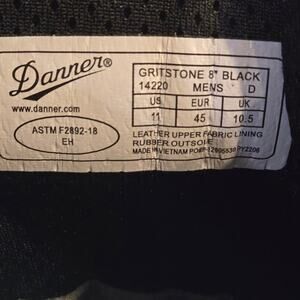 Danner®
www.danner.com
ASTM F2892-18
EH
GRITSTONE 8" BLACK
14220 MENS D
US EUR UK
11 45 10.5
LEATHER UPPER FABRIC LINING
RUBBER OUTSOLE
MADE IN VIETNAM